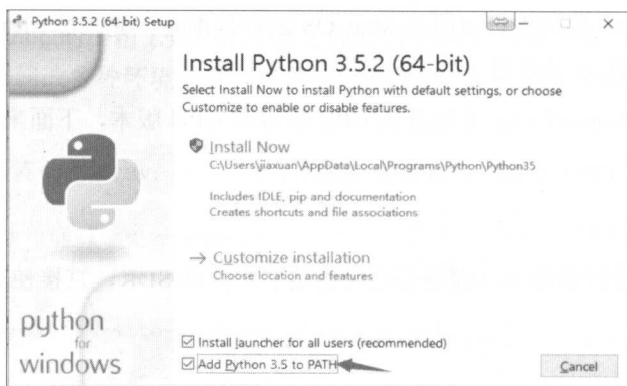 Python 3.5.2 (64-bit) Setup
Install Python 3.5.2 (64-bit)
Select Install Now to install Python with default settings, or choose
Customize to enable or disable features.
Install Now
C:\Users\jiaxuan\AppData\Local\Programs\Python\Python35
Includes IDLE, pip and documentation
Creates shortcuts and file associations
→ Customize installation
Choose location and features
python
for
windows
Install launcher for all users (recommended)
Add Python 3.5 to PATH
Cancel